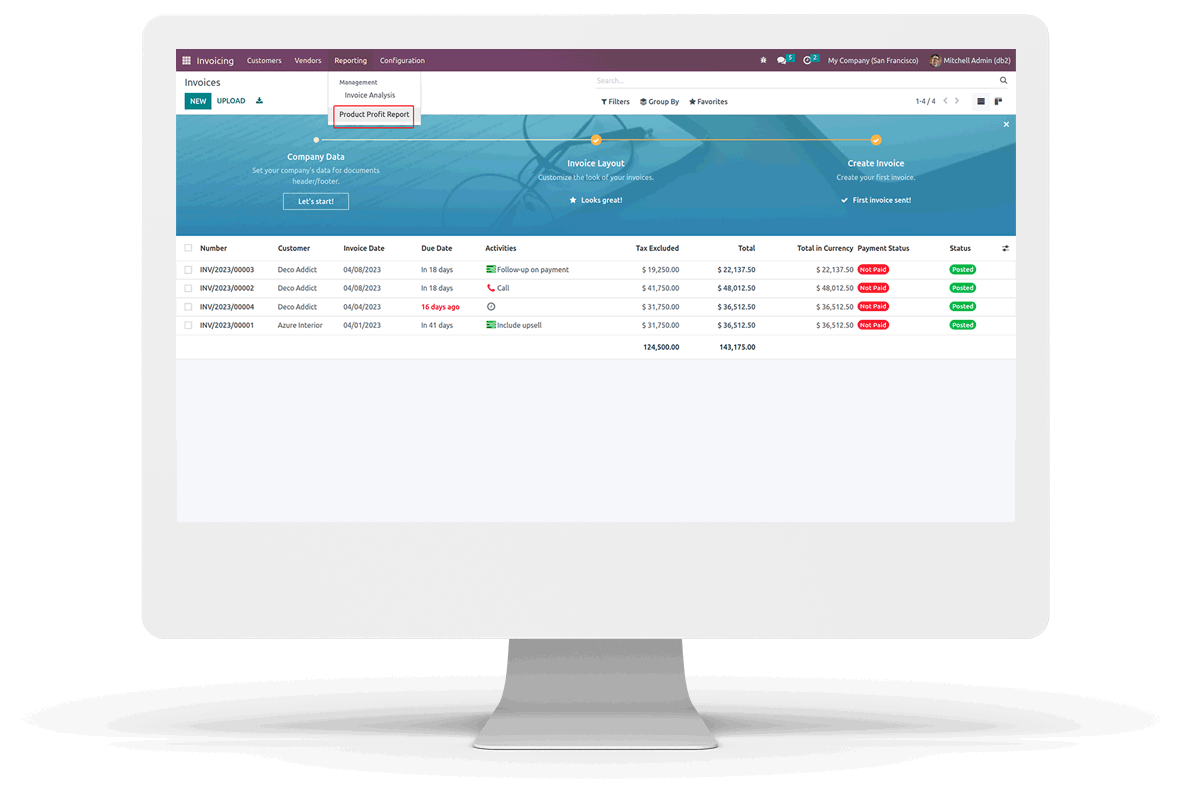 Invoicing Customers Vendors Reporting Configuration 5 2 My Company (San Francisco) Mitchell Admin (db2)
Invoices
Search...
Management
Invoice Analysis
Product Profit Report
NEW UPLOAD
Filters Group By Favorites 1-4 / 4
Company Data
Set your company's data for documents
header/footer.
Let's start!
Invoice Layout
Customize the look of your invoices.
Looks great!
Create Invoice
Create your first invoice.
First invoice sent!
Number Customer Invoice Date Due Date Activities Tax Excluded Total Total in Currency Payment Status Status
INV/2023/00003 Deco Addict 04/08/2023 In 18 days Follow-up on payment $ 19,250.00 $ 22,137.50 $ 22,137.50 Not Paid Posted
INV/2023/00002 Deco Addict 04/08/2023 In 18 days Call $ 41,750.00 $ 48,012.50 $ 48,012.50 Not Paid Posted
INV/2023/00004 Deco Addict 04/04/2023 16 days ago $ 31,750.00 $ 36,512.50 $ 36,512.50 Not Paid Posted
INV/2023/00001 Azure Interior 04/01/2023 In 41 days Include upsell $ 31,750.00 $ 36,512.50 $ 36,512.50 Not Paid Posted
124,500.00 143,175.00